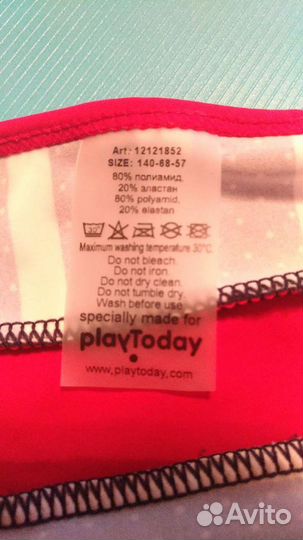 Art: 12121852
SIZE: 140-68-57
80% полиамид,
20% эластан
80% polyamid,
20% elastan
30
Maximum washing temperature 30°C.
Do not bleach.
Do not iron.
Do not dry clean.
Do not tumble dry.
Wash before use.
specially made for
playToday
www.playtoday.com
Avito